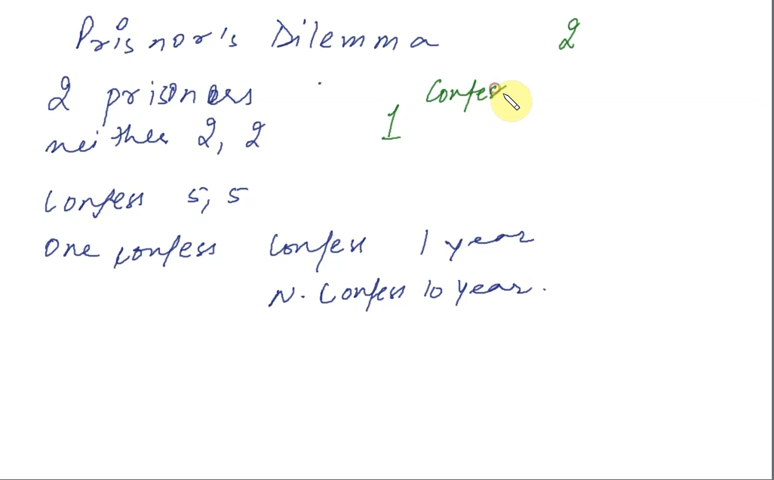 Prisnor's Dilemma
2
2 prisoners
Confes
1
neither 2, 2
Confess 5, 5
One confess Confess 1 year
N. Confess 10 year.